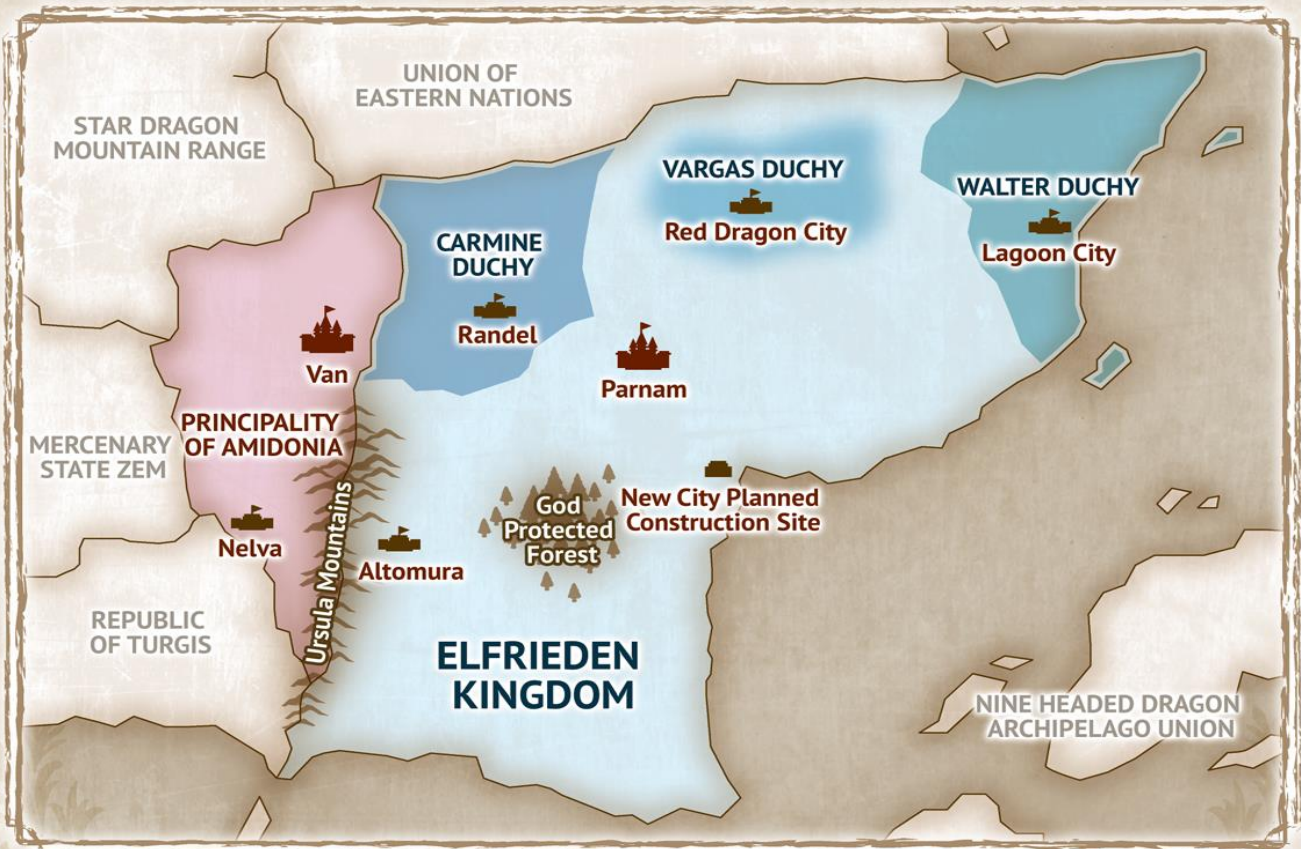 UNION OF
EASTERN NATIONS
STAR DRAGON
MOUNTAIN RANGE
VARGAS DUCHY
Red Dragon City
WALTER DUCHY
Lagoon City
CARMINE
DUCHY
Randel
Van
Parnam
PRINCIPALITY
OF AMIDONIA
MERCENARY
STATE ZEM
Nelva
Ursula Mountains
Altomura
God
Protected
Forest
New City Planned
Construction Site
REPUBLIC
OF TURGIS
ELFRIEDEN
KINGDOM
NINE HEADED DRAGON
ARCHIPELAGO UNION